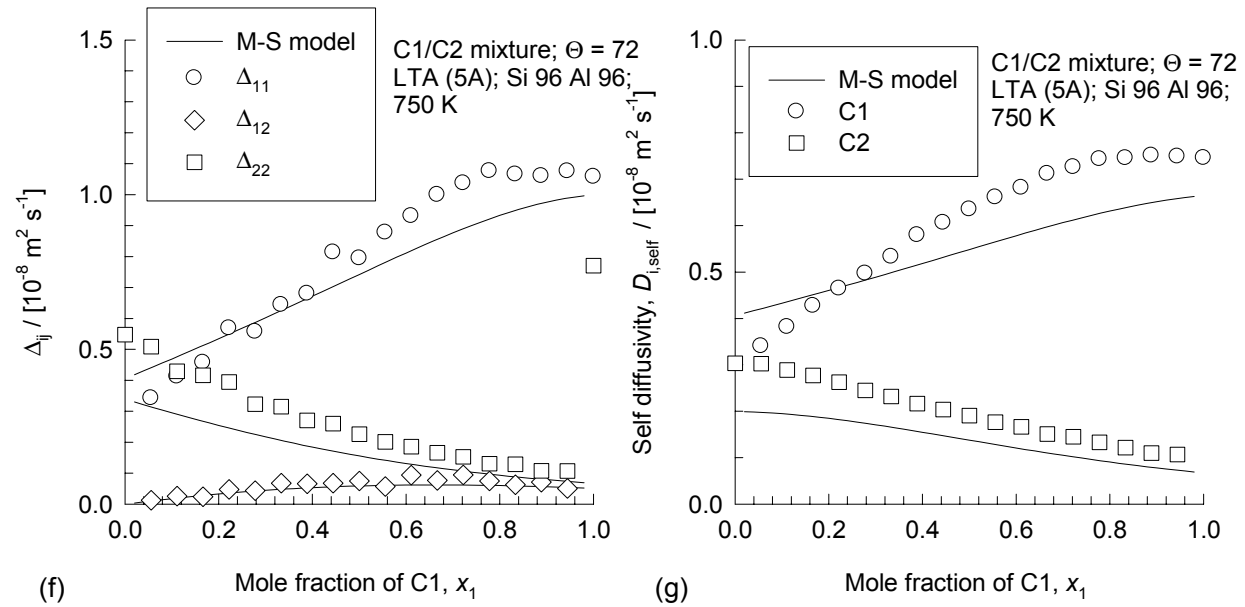 1.5
M-S model
Δ11
Δ12
Δ22
C1/C2 mixture; Θ = 72
LTA (5A); Si 96 Al 96;
750 K
1.0
0.5
0.0
Δij / [10-8 m2 s-1]
0.0 0.2 0.4 0.6 0.8 1.0
Mole fraction of C1, x1
(f)
1.0
M-S model
C1
C2
C1/C2 mixture; Θ = 72
LTA (5A); Si 96 Al 96;
750 K
0.5
0.0
Self diffusivity, Di,self / [10-8 m2 s-1]
0.0 0.2 0.4 0.6 0.8 1.0
Mole fraction of C1, x1
(g)